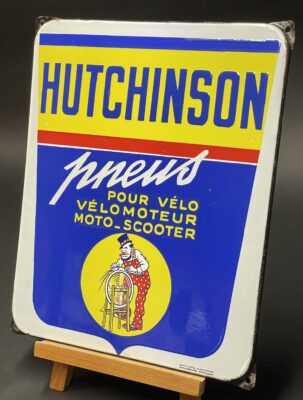 HUTCHINSON
pneus
POUR VÉLO
VÉLOMOTEUR
MOTO-SCOOTER